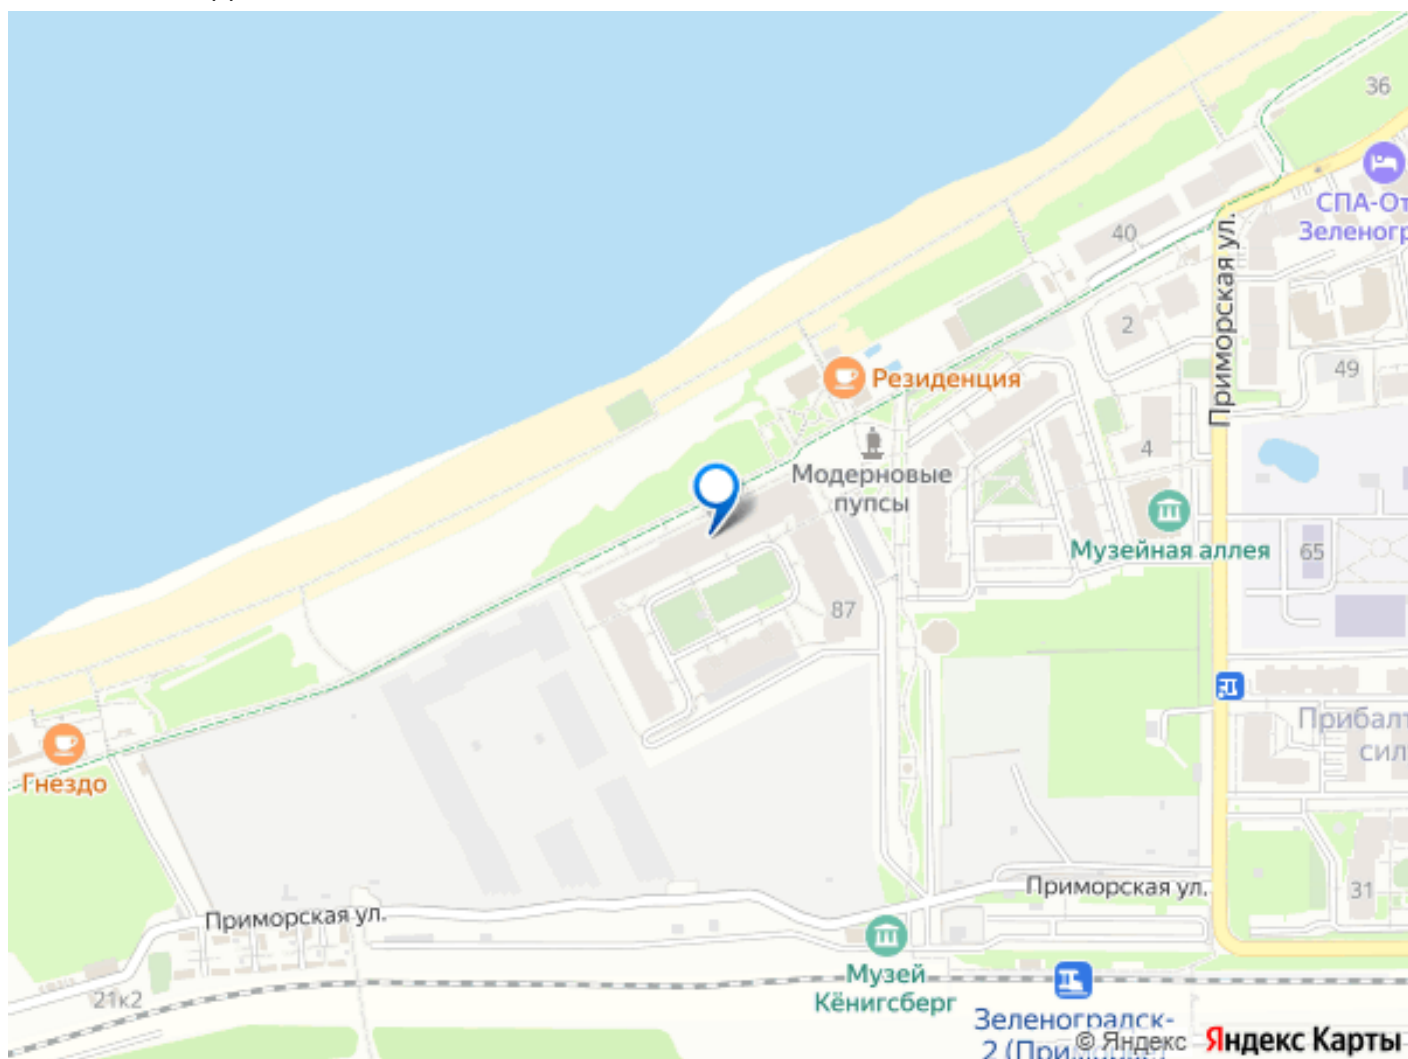 36
СПА-От
Зеленогр
40
Приморская ул.
2
49
Резиденция
4
Модерновые
пупсы
Музейная аллея
65
87
Прибалт
сил
Гнездо
Приморская ул.
31
Приморская ул.
21к2
Музей
Кёнигсберг
Зеленоградск-
© Яндекс
Яндекс Карты